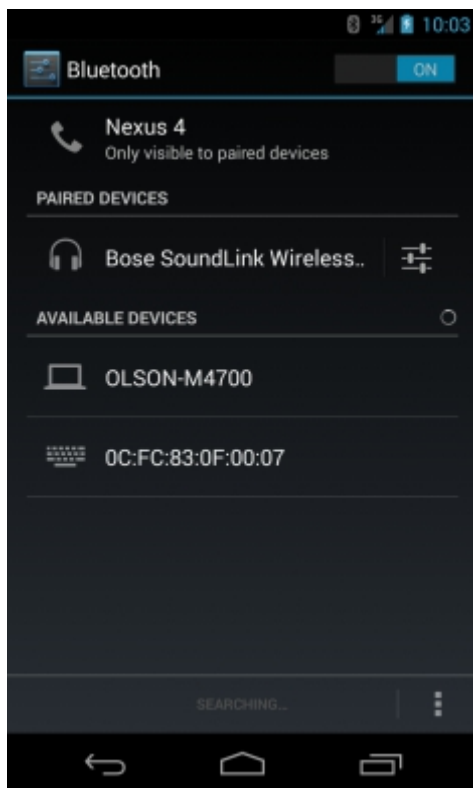 3G 10:03
Bluetooth ON
Nexus 4
Only visible to paired devices
PAIRED DEVICES
Bose SoundLink Wireless..
AVAILABLE DEVICES
OLSON-M4700
0C:FC:83:0F:00:07
SEARCHING...